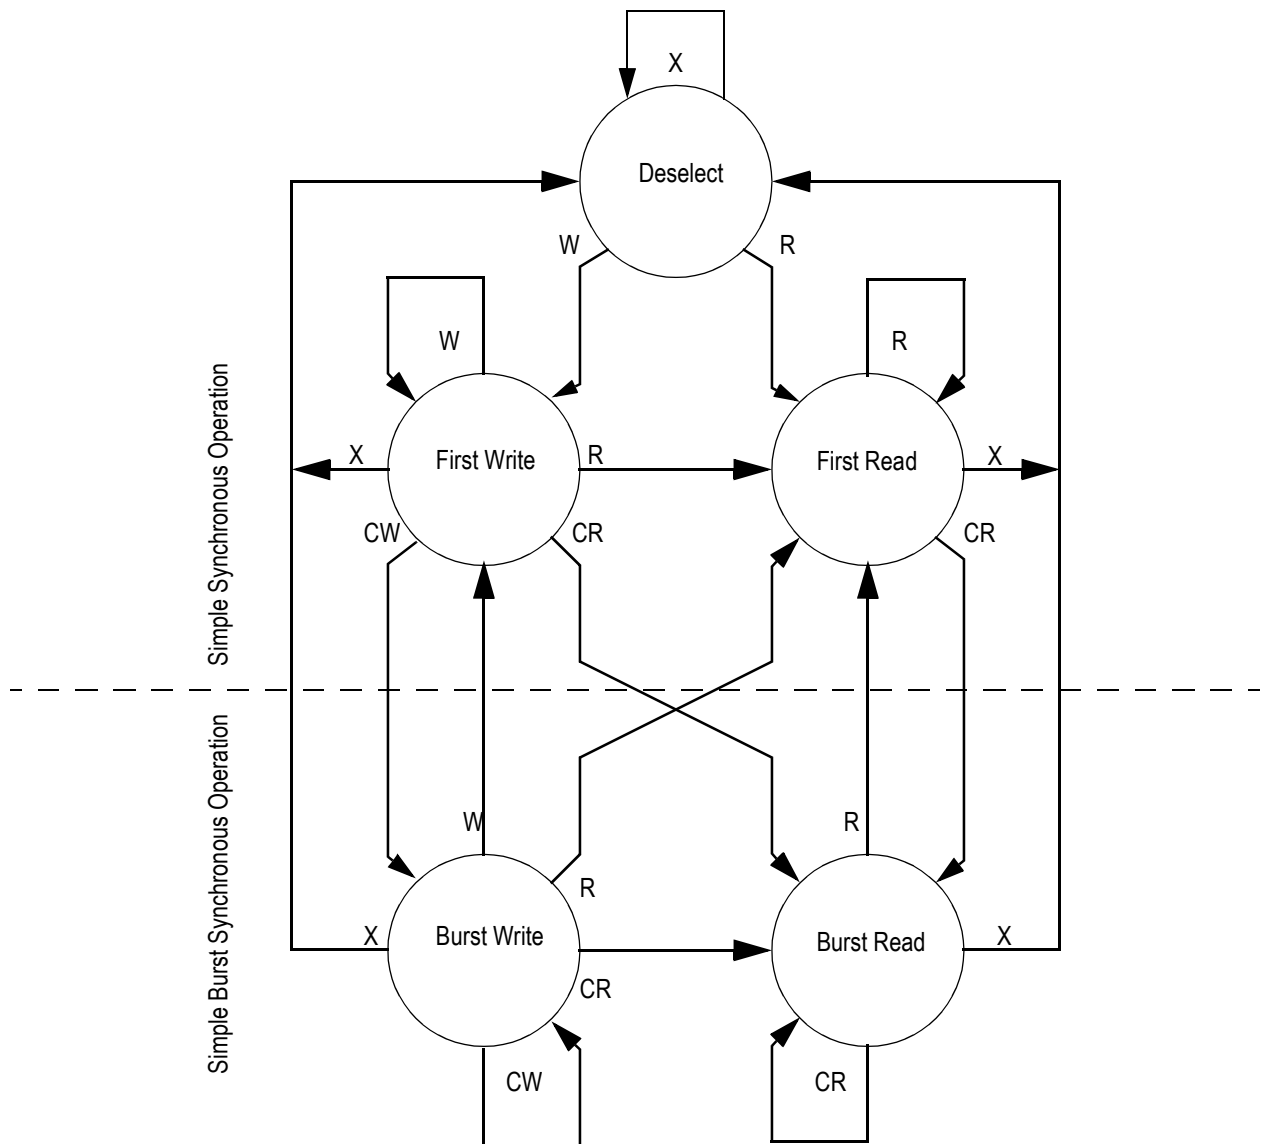 X
Deselect
W
R
W
R
Simple Synchronous Operation
X
First Write
R
First Read
X
CW
CR
CR
Simple Burst Synchronous Operation
W
R
R
X
Burst Write
Burst Read
X
CR
CW
CR